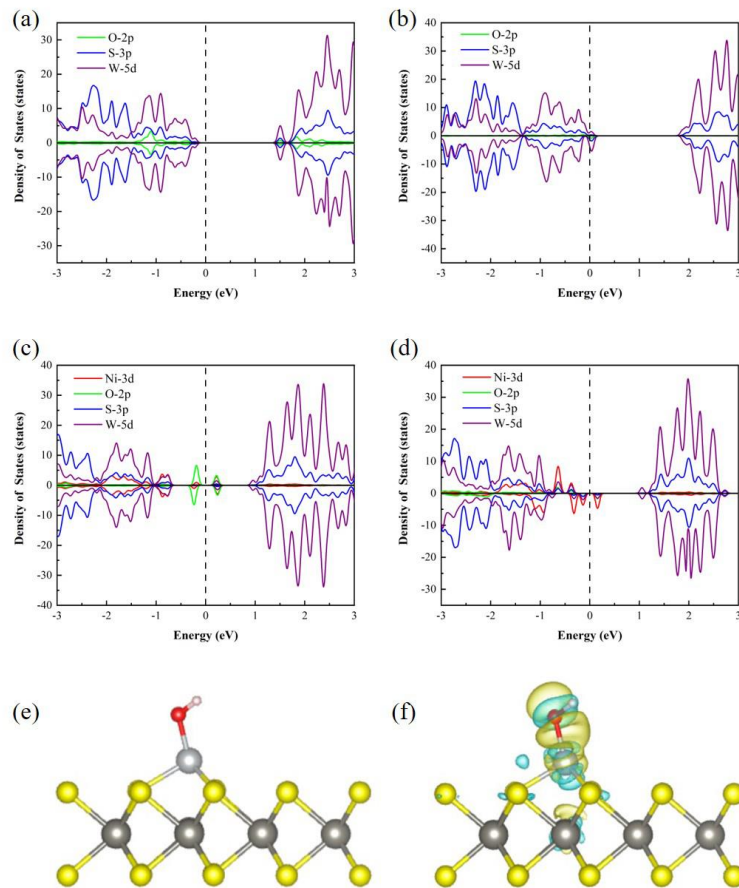 (a)
O-2p
S-3p
W-5d
Density of States (states)
30
20
10
0
-10
-20
-30
-3 -2 -1 0 1 2 3
Energy (eV)
(b)
O-2p
S-3p
W-5d
Density of States (states)
40
30
20
10
0
-10
-20
-30
-40
-3 -2 -1 0 1 2 3
Energy (eV)
(c)
Ni-3d
O-2p
S-3p
W-5d
Density of States (states)
40
30
20
10
0
-10
-20
-30
-40
-3 -2 -1 0 1 2 3
Energy (eV)
(d)
Ni-3d
O-2p
S-3p
W-5d
Density of States (states)
40
30
20
10
0
-10
-20
-30
-3 -2 -1 0 1 2 3
Energy (eV)
(e)
(f)